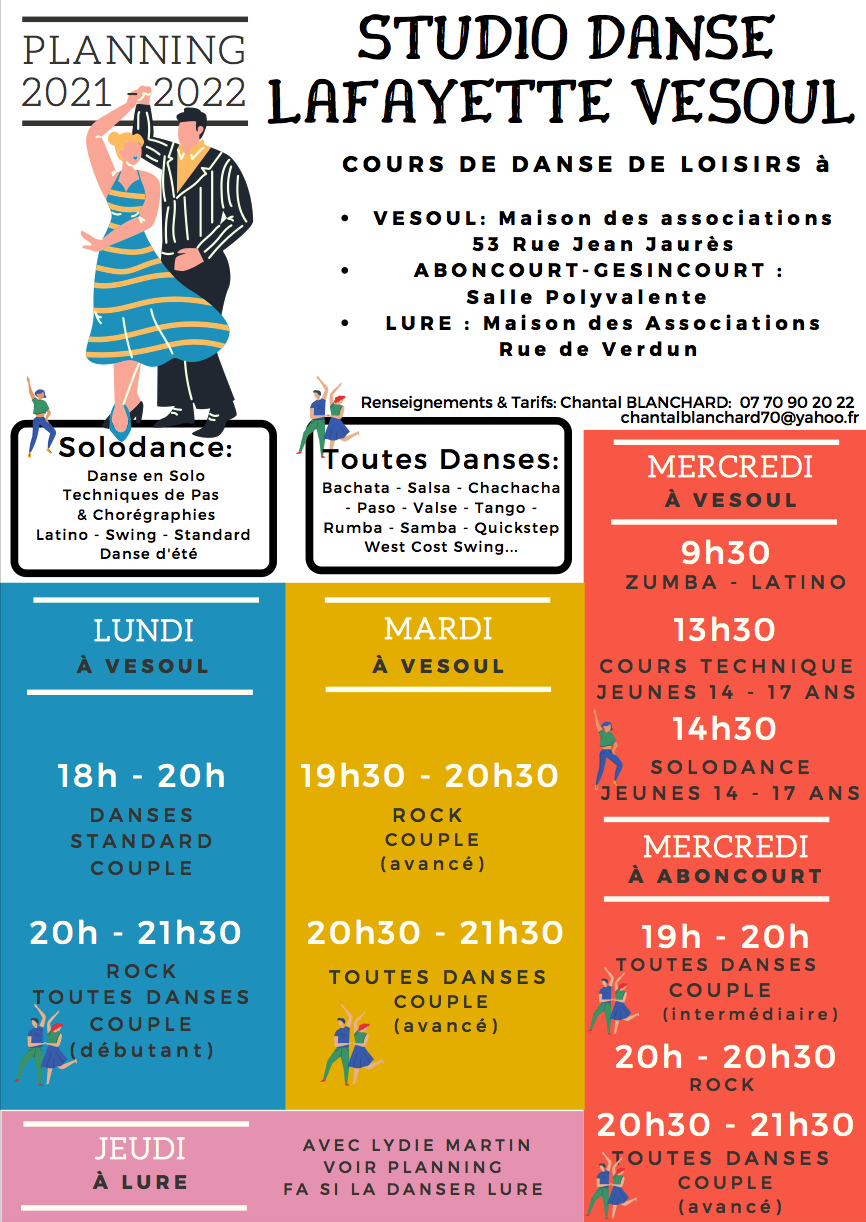 PLANNING
2021 - 2022
STUDIO DANSE
LAFAYETTE VESOUL
COURS DE DANSE DE LOISIRS à
• VESOUL: Maison des associations
53 Rue Jean Jaurès
• ABONCOURT-GESINCOURT :
Salle Polyvalente
• LURE : Maison des Associations
Rue de Verdun
Renseignements & Tarifs: Chantal BLANCHARD: 07 70 90 20 22
chantalblanchard70@yahoo.fr
Solodance:
Danse en Solo
Techniques de Pas
& Chorégraphies
Latino - Swing - Standard
Danse d'été
Toutes Danses:
Bachata - Salsa - Chachacha
- Paso - Valse - Tango -
Rumba - Samba - Quickstep
West Cost Swing...
LUNDI
À VESOUL
18h - 20h
DANSES
STANDARD
COUPLE
20h - 21h30
ROCK
TOUTES DANSES
COUPLE
(débutant)
MARDI
À VESOUL
19h30 - 20h30
ROCK
COUPLE
(avancé)
20h30 - 21h30
TOUTES DANSES
COUPLE
(avancé)
MERCREDI
À VESOUL
9h30
ZUMBA - LATINO
13h30
COURS TECHNIQUE
JEUNES 14 - 17 ANS
14h30
SOLODANCE
JEUNES 14 - 17 ANS
MERCREDI
À ABONCOURT
19h - 20h
TOUTES DANSES
COUPLE
(intermédiaire)
20h - 20h30
ROCK
20h30 - 21h30
TOUTES DANSES
COUPLE
(avancé)
JEUDI
À LURE
AVEC LYDIE MARTIN
VOIR PLANNING
FA SI LA DANSER LURE